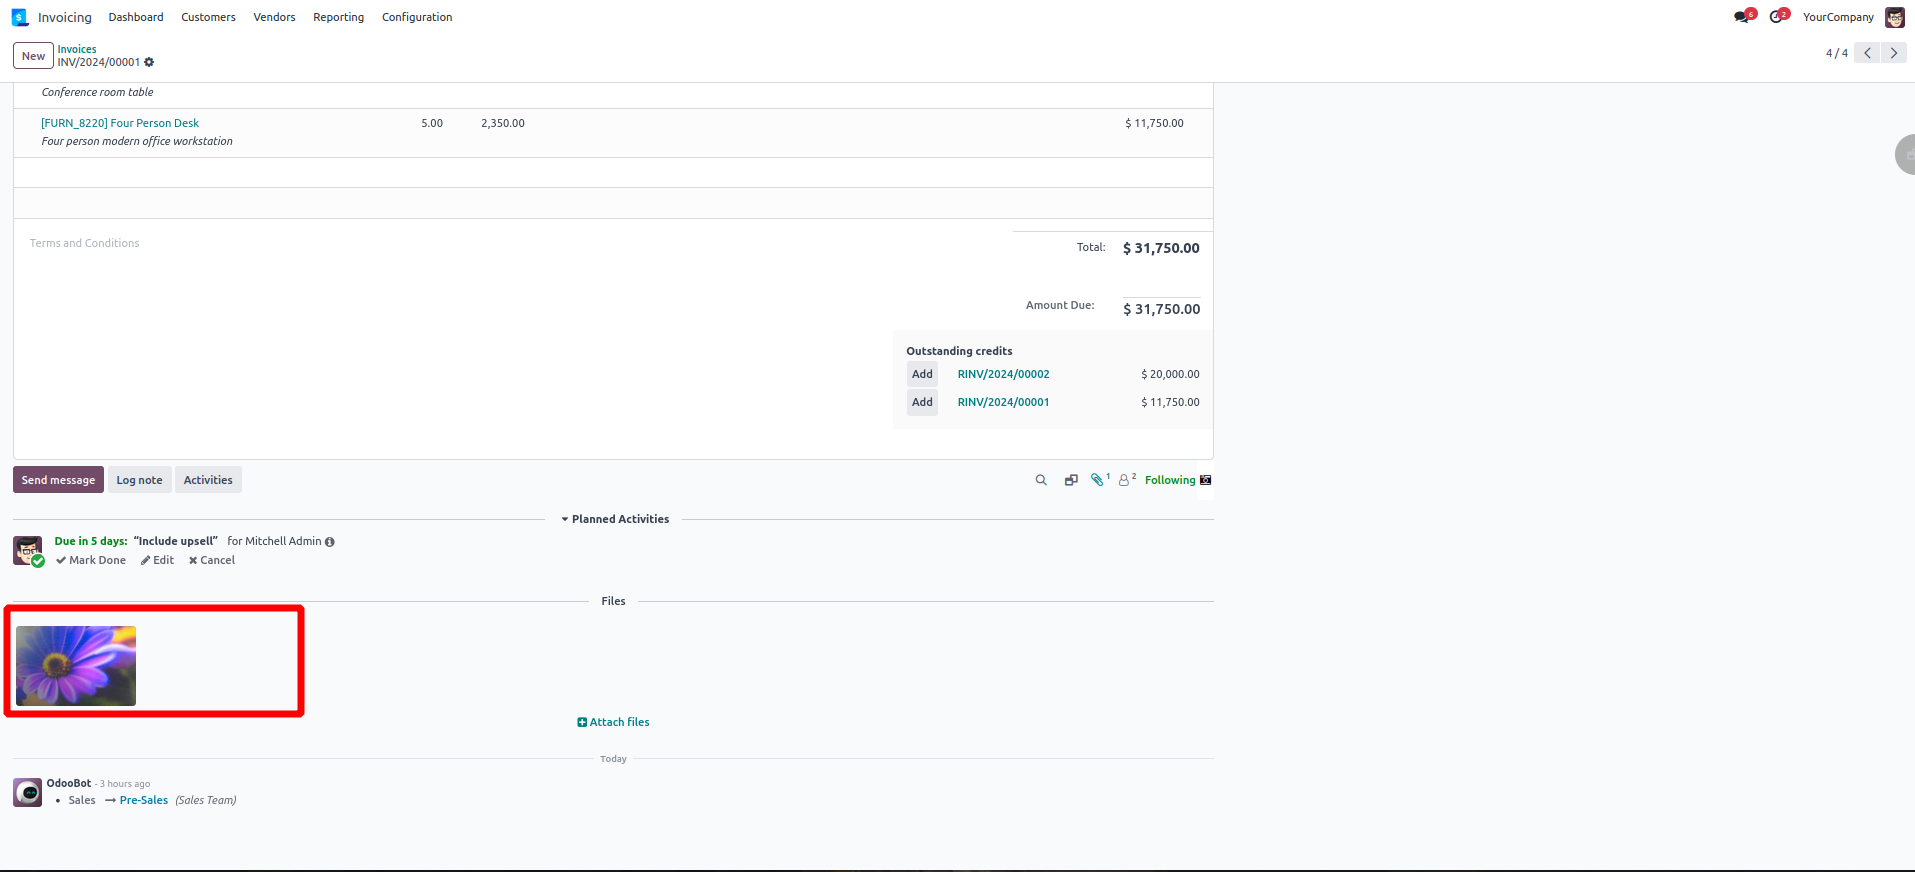 Invoicing Dashboard Customers Vendors Reporting Configuration 6 2 YourCompany
New Invoices
INV/2024/00001 4 / 4
Conference room table
[FURN_8220] Four Person Desk 5.00 2,350.00 $ 11,750.00
Four person modern office workstation
Terms and Conditions Total: $ 31,750.00
Amount Due: $ 31,750.00
Outstanding credits
Add RINV/2024/00002 $ 20,000.00
Add RINV/2024/00001 $ 11,750.00
Send message Log note Activities 1 2 Following
Planned Activities
Due in 5 days: “Include upsell” for Mitchell Admin
Mark Done Edit Cancel
Files
Attach files
Today
OdooBot - 3 hours ago
• Sales → Pre-Sales (Sales Team)